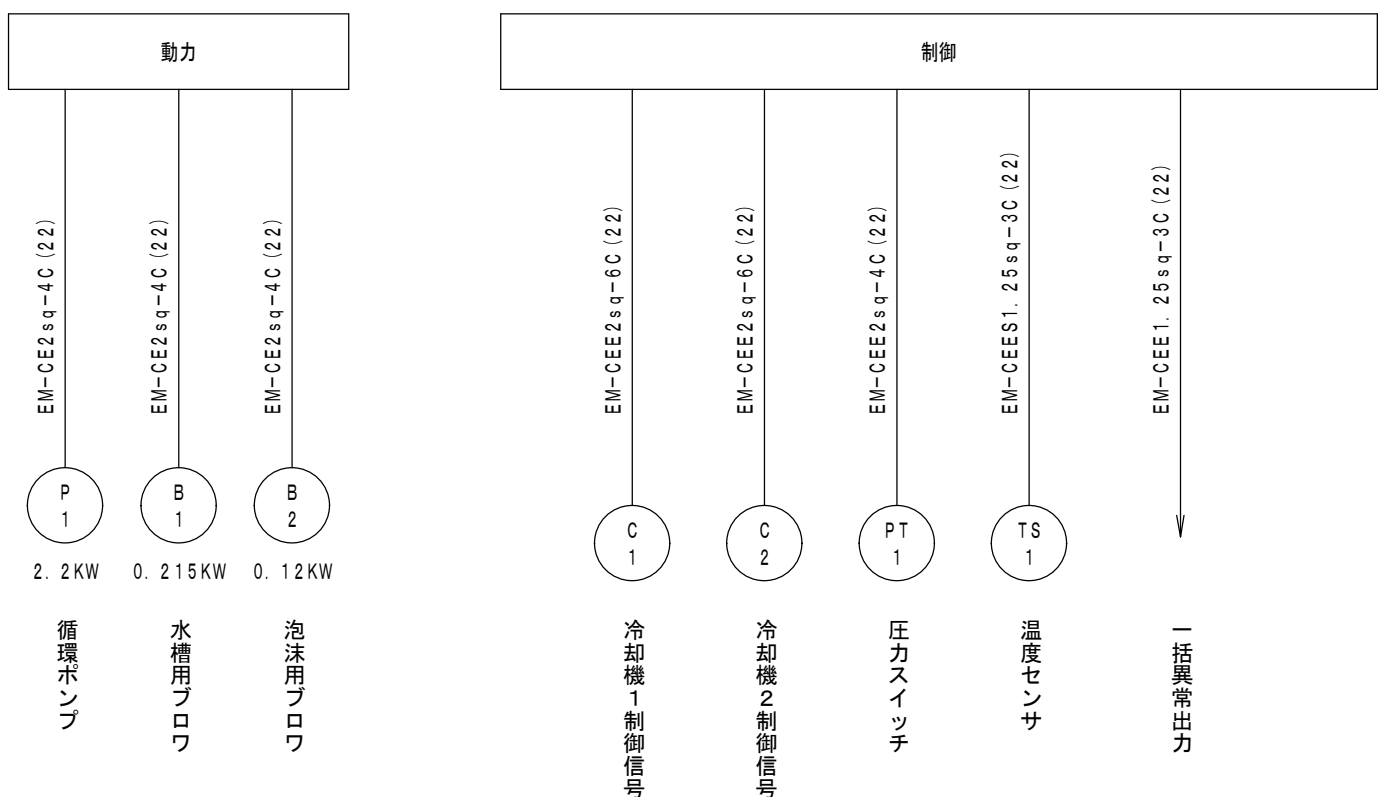 動力
制御
EM-CE2sq-4C(22)
EM-CE2sq-4C(22)
EM-CE2sq-4C(22)
EM-CEE2sq-6C(22)
EM-CEE2sq-6C(22)
EM-CEE2sq-4C(22)
EM-CEES1.25sq-3C(22)
EM-CEE1.25sq-3C(22)
P
1
B
1
B
2
C
1
C
2
PT
1
TS
1
2.2KW
0.215KW
0.12KW
循環ポンプ
水槽用ブロワ
泡沫用ブロワ
冷却機1制御信号
冷却機2制御信号
圧力スイッチ
温度センサ
一括異常出力